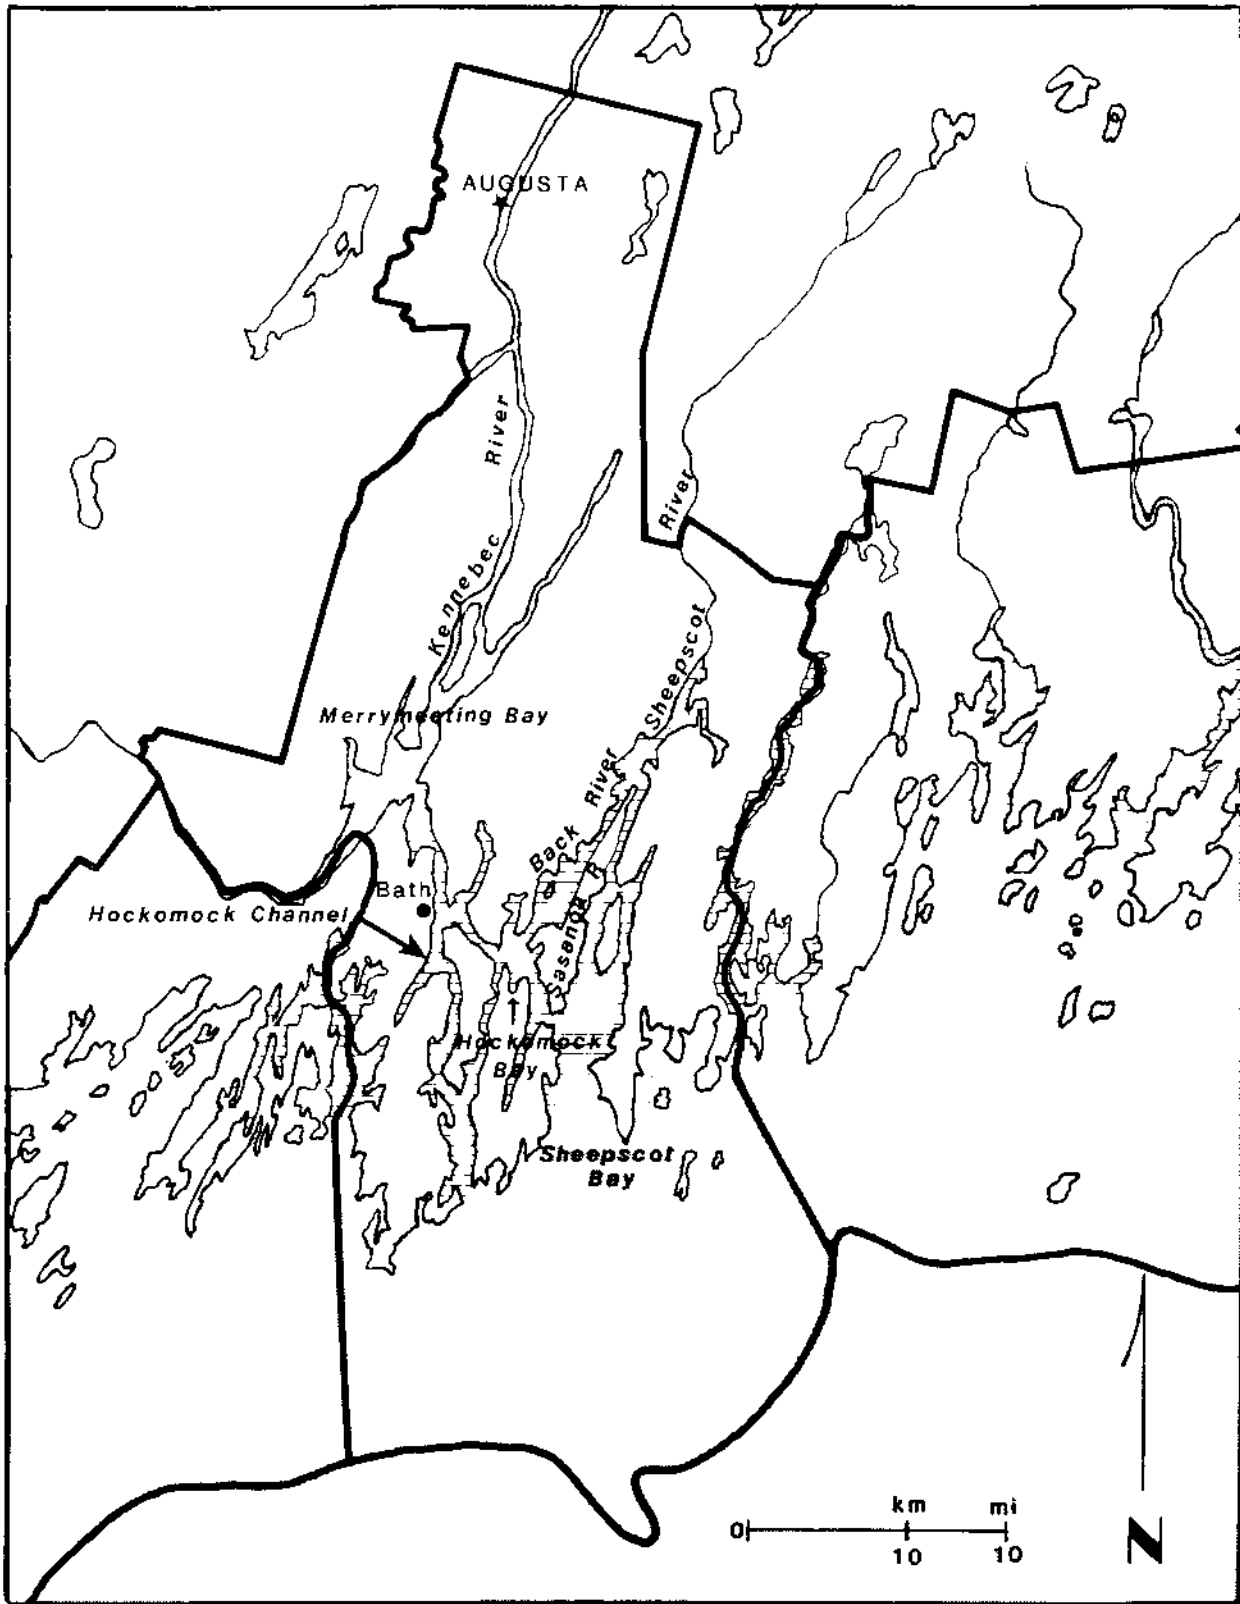 AUGUSTA
Kennebec River
River
Sheepscot
Merrymeeting Bay
Back River
Sasanoa R
Bath
Hockomock Channel
Hockomock
Bay
Sheepscot
Bay
0 km mi
10 10
N